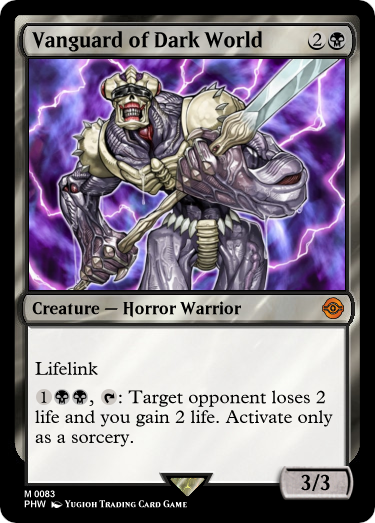 Vanguard of Dark World 2
Creature — Horror Warrior
Lifelink
1, : Target opponent loses 2
life and you gain 2 life. Activate only
as a sorcery.
3/3
M 0083
PHW Yugioh Trading Card Game